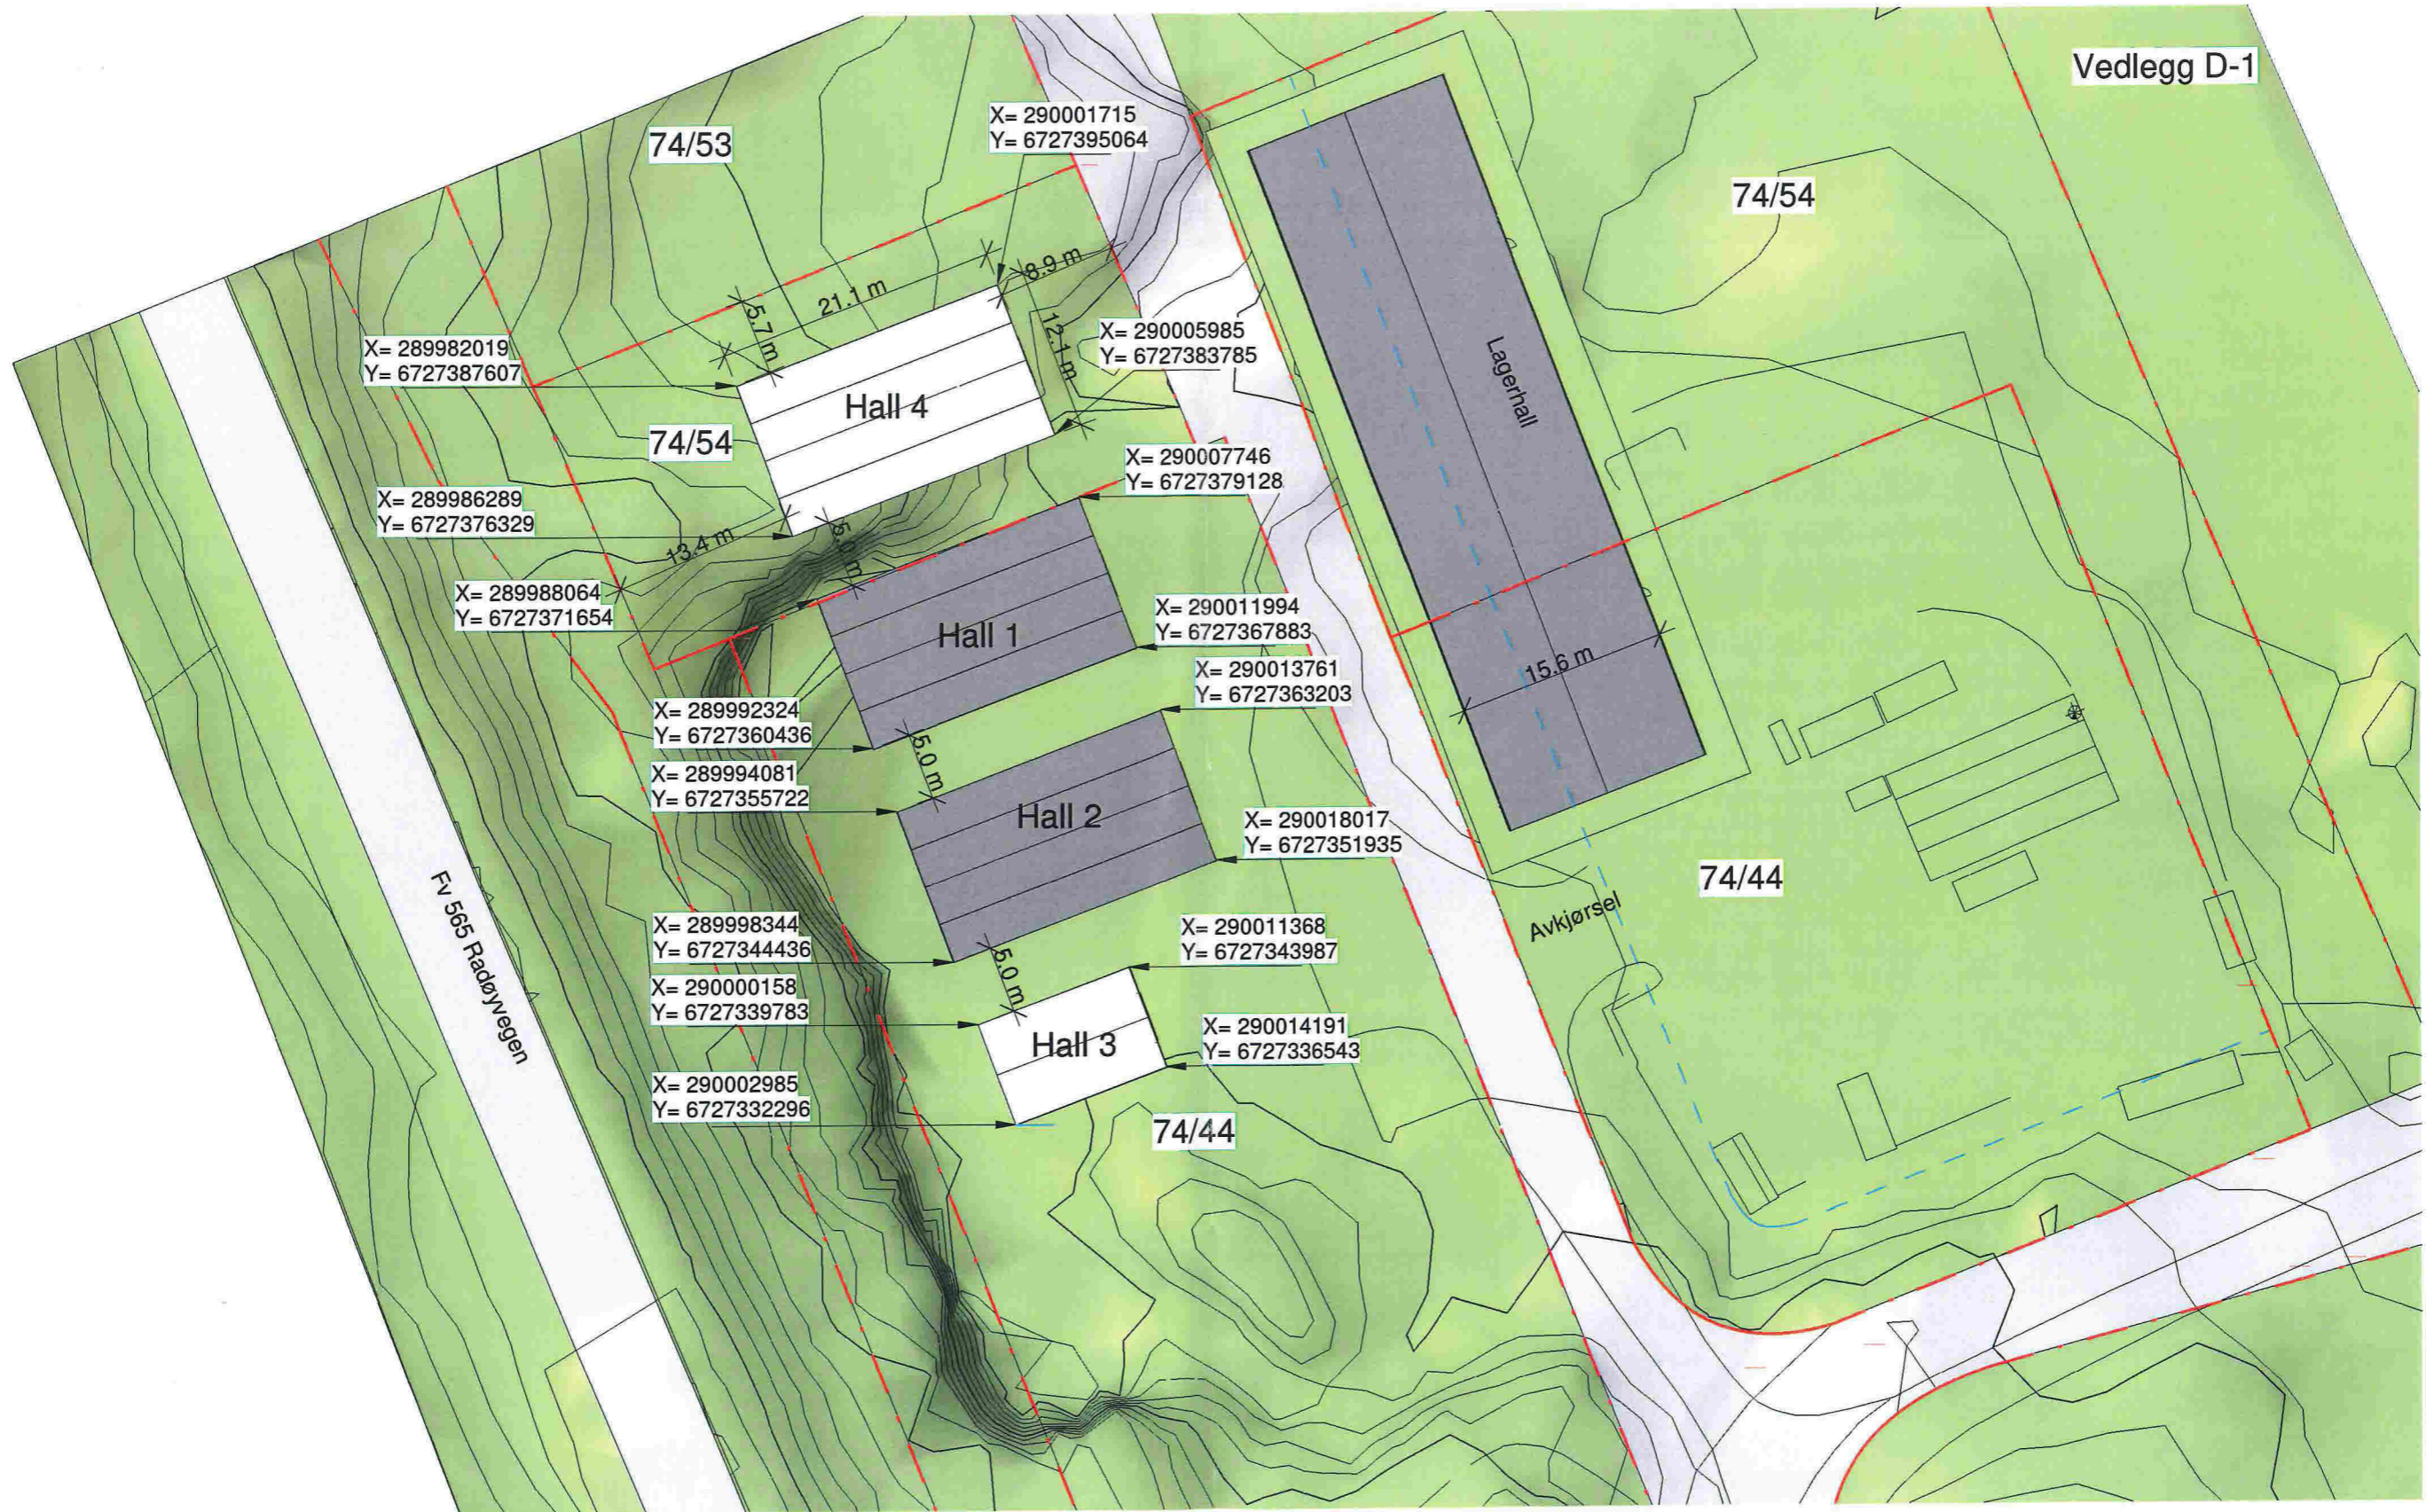 Vedlegg D-1
X= 290001715
Y= 6727395064
74/53
74/54
8.9 m
21.1 m
5.7 m
12.1 m
X= 290005985
Y= 6727383785
X= 289982019
Y= 6727387607
Hall 4
Lagerhall
74/54
X= 290007746
Y= 6727379128
X= 289986289
Y= 6727376329
13.4 m
5.0 m
X= 289988064
Y= 6727371654
Hall 1
X= 290011994
Y= 6727367883
15.6 m
X= 290013761
Y= 6727363203
X= 289992324
Y= 6727360436
5.0 m
X= 289994081
Y= 6727355722
Hall 2
X= 290018017
Y= 6727351935
74/44
Fv 565 Radøyvegen
Avkjørsel
X= 289998344
Y= 6727344436
5.0 m
X= 290011368
Y= 6727343987
X= 290000158
Y= 6727339783
Hall 3
X= 290014191
Y= 6727336543
X= 290002985
Y= 6727332296
74/44